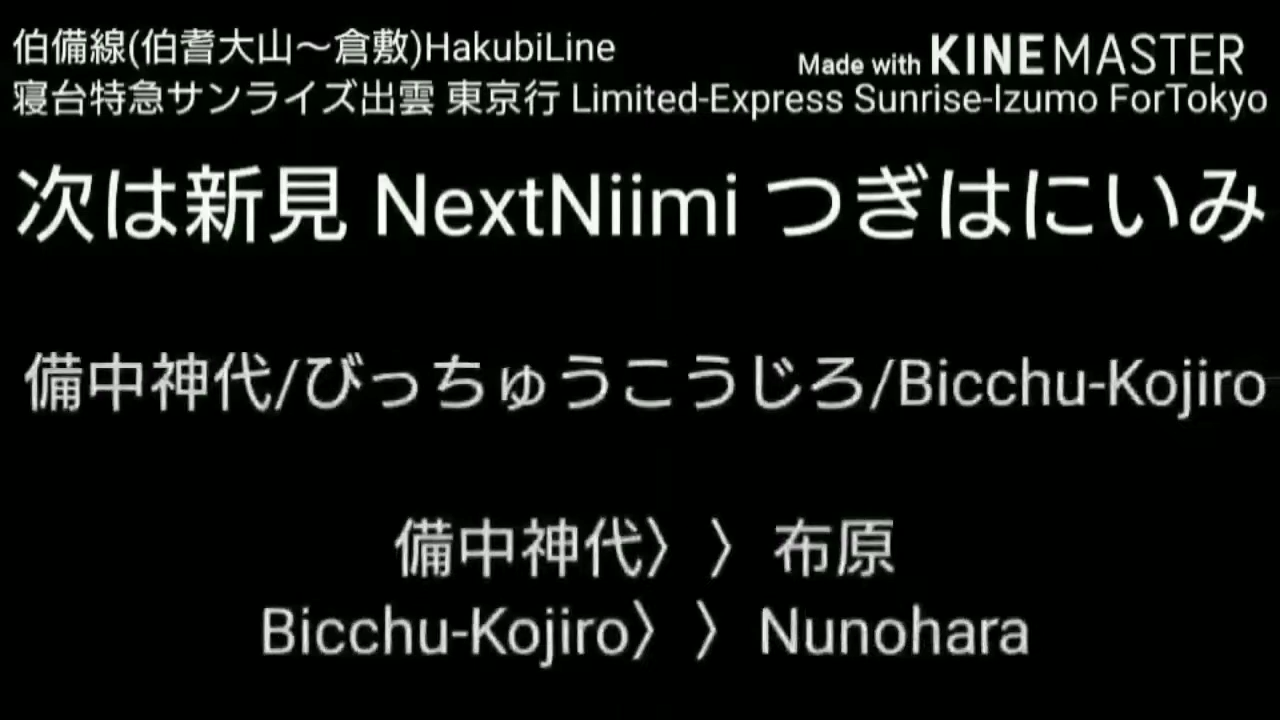 伯備線(伯耆大山～倉敷)HakubiLine
Made with KINEMASTER
寝台特急サンライズ出雲 東京行 Limited-Express Sunrise-Izumo ForTokyo
次は新見 NextNiimi つぎはにいみ
備中神代/びっちゅうこうじろ/Bicchu-Kojiro
備中神代〉〉布原
Bicchu-Kojiro〉〉Nunohara